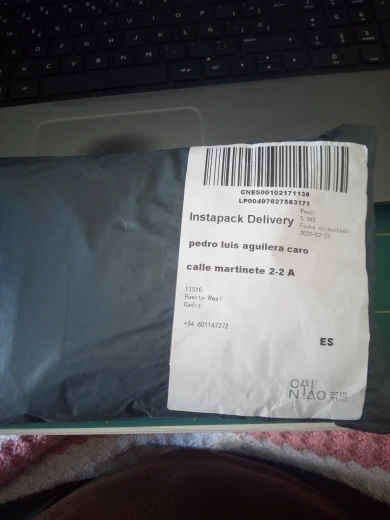 CNES00102171138
LP00497627583171
Instapack Delivery
Peso:
Fecha etiquetado:
pedro luis aguilera caro
calle martinete 2-2 A
11510
Puerto Real
Cadiz
+34 601167272
ES
CAI
NIAO